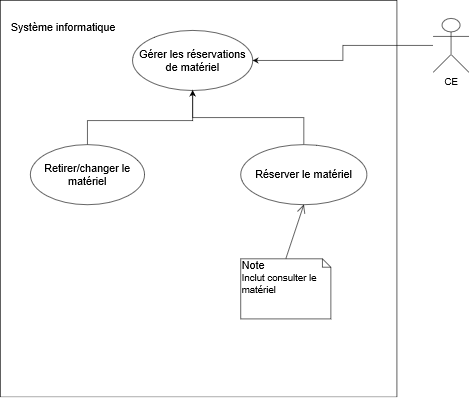 Système informatique
Gérer les réservations
de matériel
CE
Retirer/changer le
matériel
Réserver le matériel
Note
Inclut consulter le
matériel